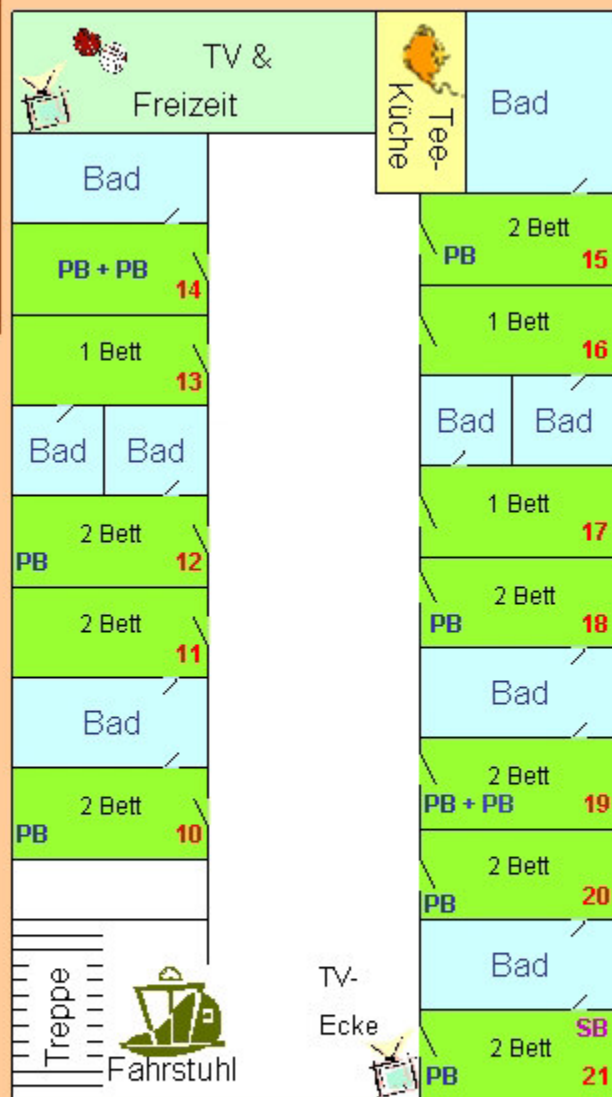 TV &
Freizeit
Tee-
Küche
Bad
Bad
PB + PB
14
1 Bett
13
Bad
Bad
2 Bett
PB
12
2 Bett
11
Bad
2 Bett
PB
10
Treppe
Fahrstuhl
TV-
Ecke
2 Bett
PB
15
1 Bett
16
Bad
Bad
1 Bett
17
2 Bett
PB
18
Bad
2 Bett
PB + PB
19
2 Bett
PB
20
Bad
SB
2 Bett
PB
21